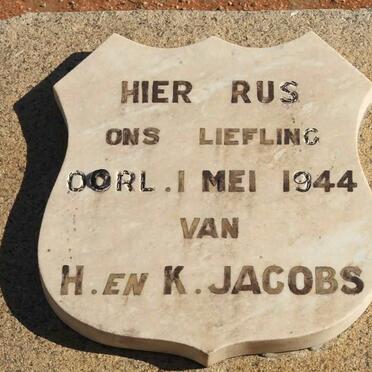 HIER RUS
ONS LIEFLING
OORL. 1 MEI 1944
VAN
H. EN K. JACOBS